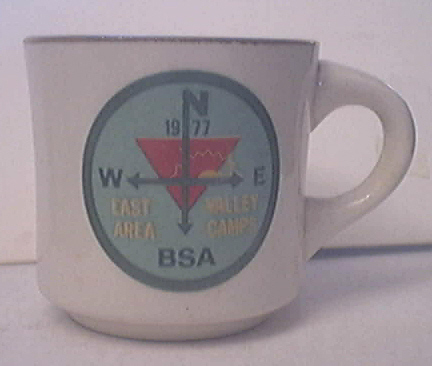 N
1977
W E
EAST VALLEY
AREA CAMPS
BSA